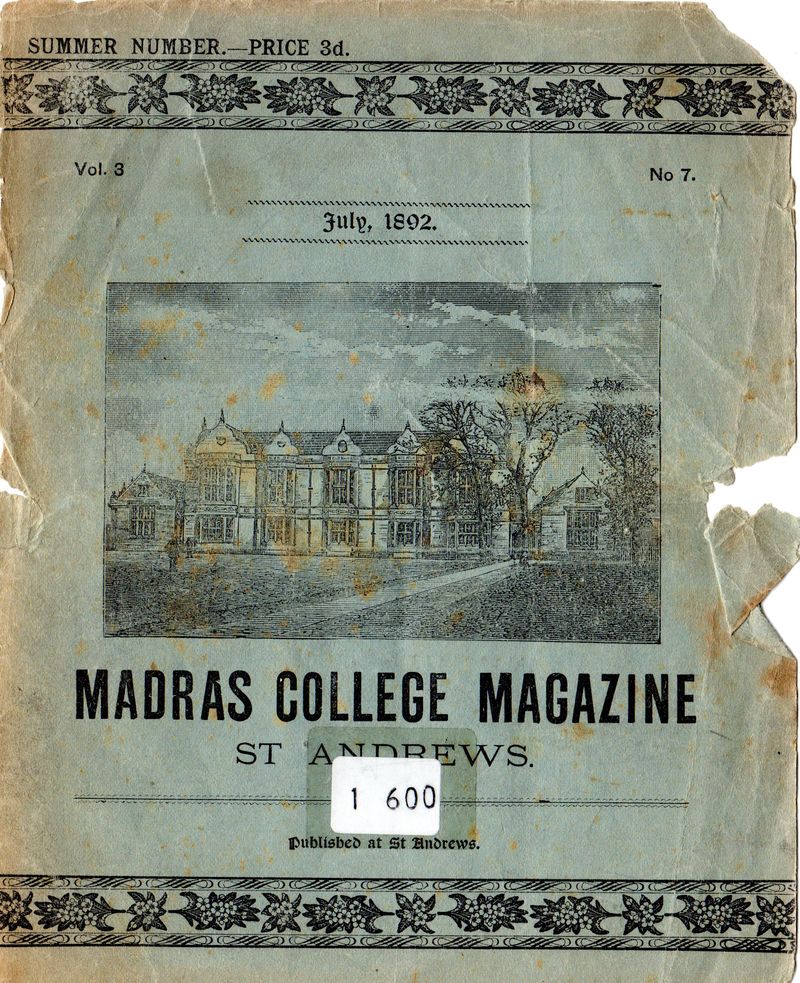 SUMMER NUMBER.—PRICE 3d.
Vol. 3 No 7.
July, 1892.
MADRAS COLLEGE MAGAZINE
ST ANDREWS.
1 600
Published at St Andrews.